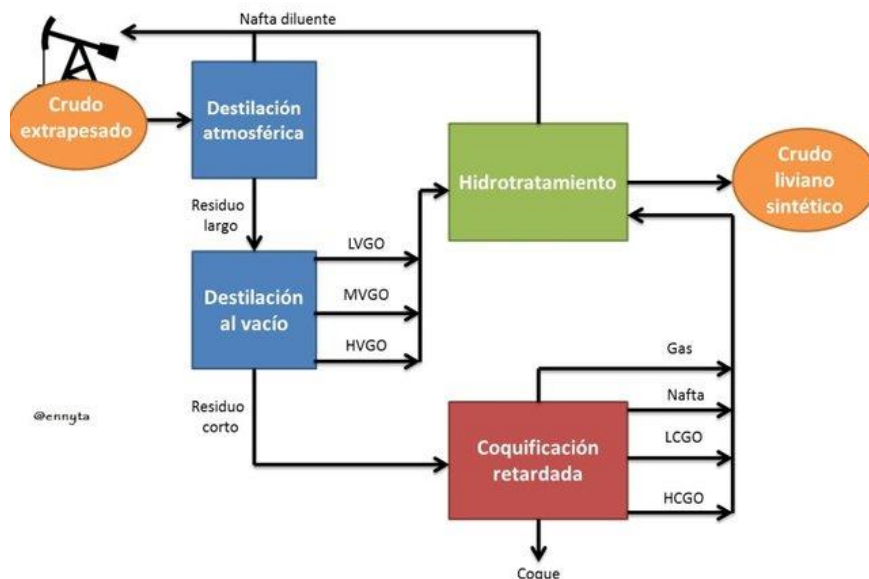 Nafta diluente
Crudo
extrapesado
Destilación
atmosférica
Hidrotratamiento
Crudo
liviano
sintético
Residuo
largo
LVGO
Destilación
al vacío
MVGO
HVGO
Gas
Residuo
corto
@ennyta
Nafta
Coquificación
retardada
LCGO
HCGO
Coque